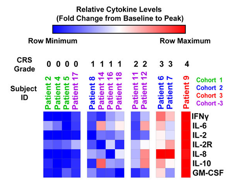 Relative Cytokine Levels
(Fold Change from Baseline to Peak)
Row Minimum Row Maximum
CRS Grade 0 0 0 0 1 1 1 1 2 2 3 3 4
Cohort 1
Cohort 2
Cohort 3
Cohort -3
Subject ID
Patient 2
Patient 4
Patient 5
Patient 17
Patient 8
Patient 14
Patient 16
Patient 18
Patient 11
Patient 12
Patient 6
Patient 7
Patient 9
IFNγ
IL-6
IL-2
IL-2R
IL-8
IL-10
GM-CSF